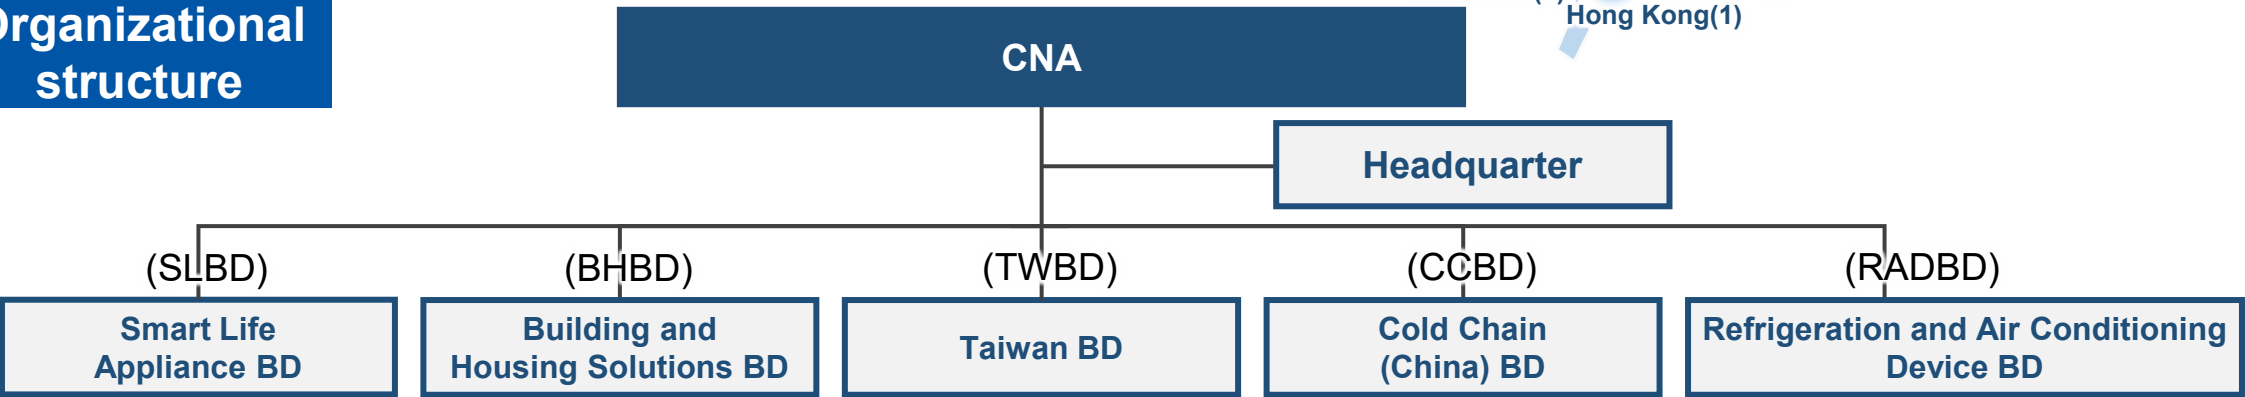 Organizational
structure
Hong Kong(1)
CNA
Headquarter
(SLBD)
(BHBD)
(TWBD)
(CCBD)
(RADBD)
Smart Life
Appliance BD
Building and
Housing Solutions BD
Taiwan BD
Cold Chain
(China) BD
Refrigeration and Air Conditioning
Device BD